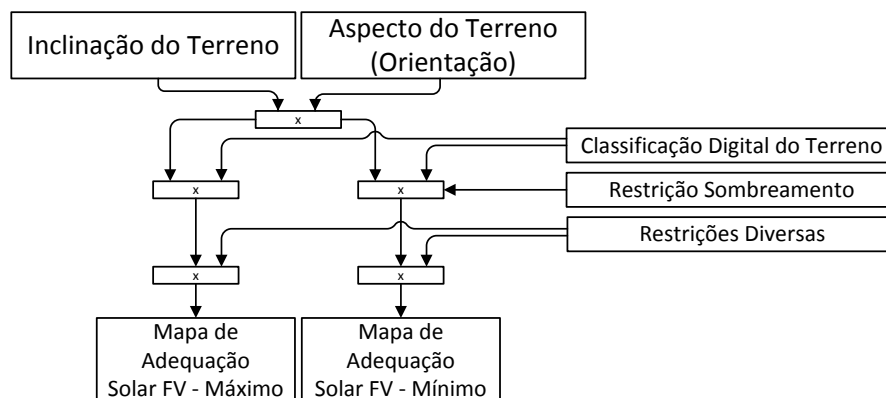 Inclinação do Terreno
Aspecto do Terreno
(Orientação)
x
Classificação Digital do Terreno
x
x
Restrição Sombreamento
Restrições Diversas
x
x
Mapa de
Adequação
Solar FV - Máximo
Mapa de
Adequação
Solar FV - Mínimo